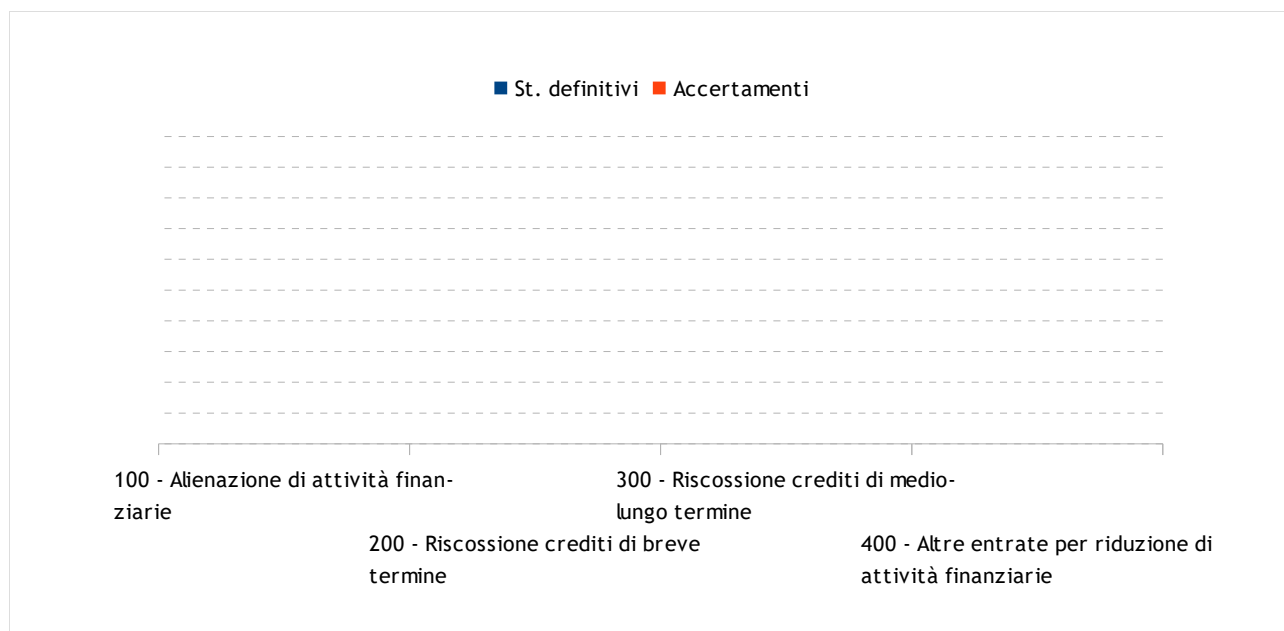 St. definitivi Accertamenti
100 - Alienazione di attività finan-
ziarie
200 - Riscossione crediti di breve
termine
300 - Riscossione crediti di medio-
lungo termine
400 - Altre entrate per riduzione di
attività finanziarie